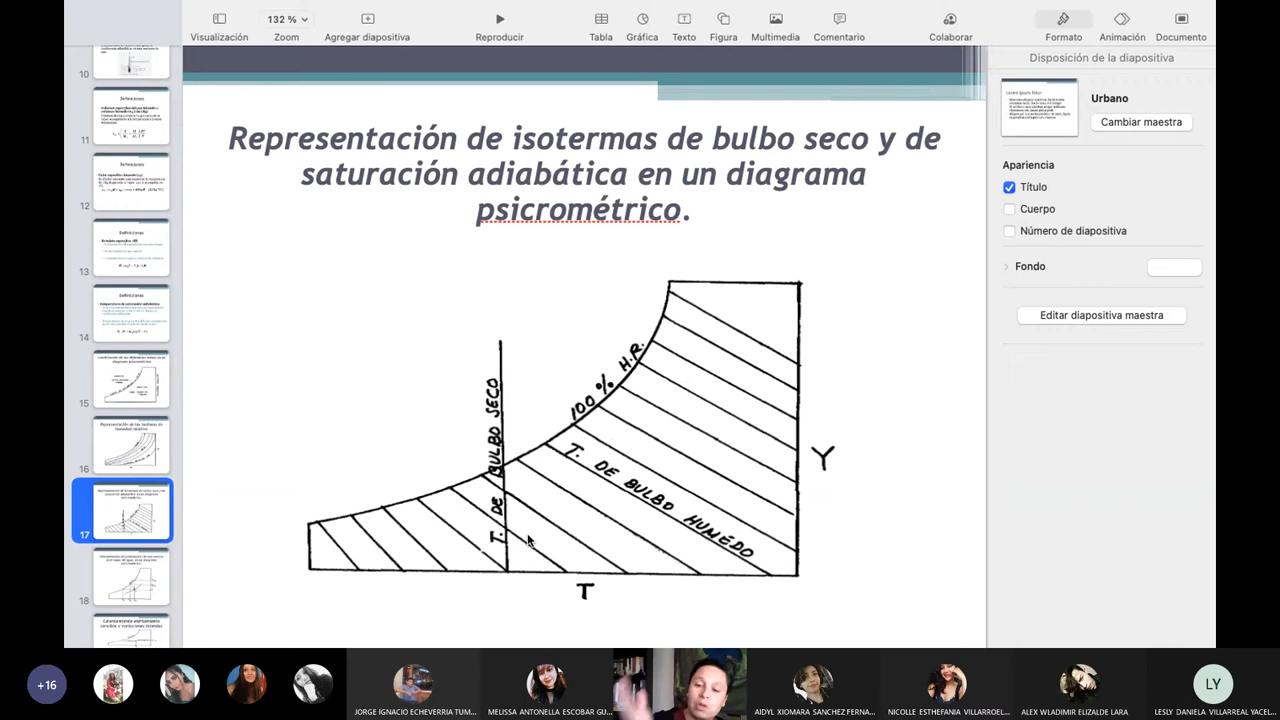 132 %
Visualización
Zoom
Agregar diapositiva
Reproducir
Tabla
Gráfica
Texto
Figura
Multimedia
Comentario
Colaborar
Formato
Animación
Documento
Disposición de la diapositiva
Urbano
Cambiar maestra
Apariencia
Título
Cuerpo
Número de diapositiva
Fondo
Editar diapositiva maestra
10
11
12
13
14
15
16
17
18
Definiciones
Definiciones
Definiciones
Definiciones
Representación de isotermas de bulbo seco y de
saturación adiabática en un diagrama
psicrométrico.
100 % H.R.
T. DE BULBO SECO
T. DE BULBO HUMEDO
Y
T
+16
JORGE IGNACIO ECHEVERRIA TUM...
MELISSA ANTONELLA ESCOBAR GU...
AIDYL XIOMARA SANCHEZ FERNA...
NICOLLE ESTHEFANIA VILLARROEL...
ALEX WLADIMIR ELIZALDE LARA
LY
LESLY DANIELA VILLARREAL YACEL...